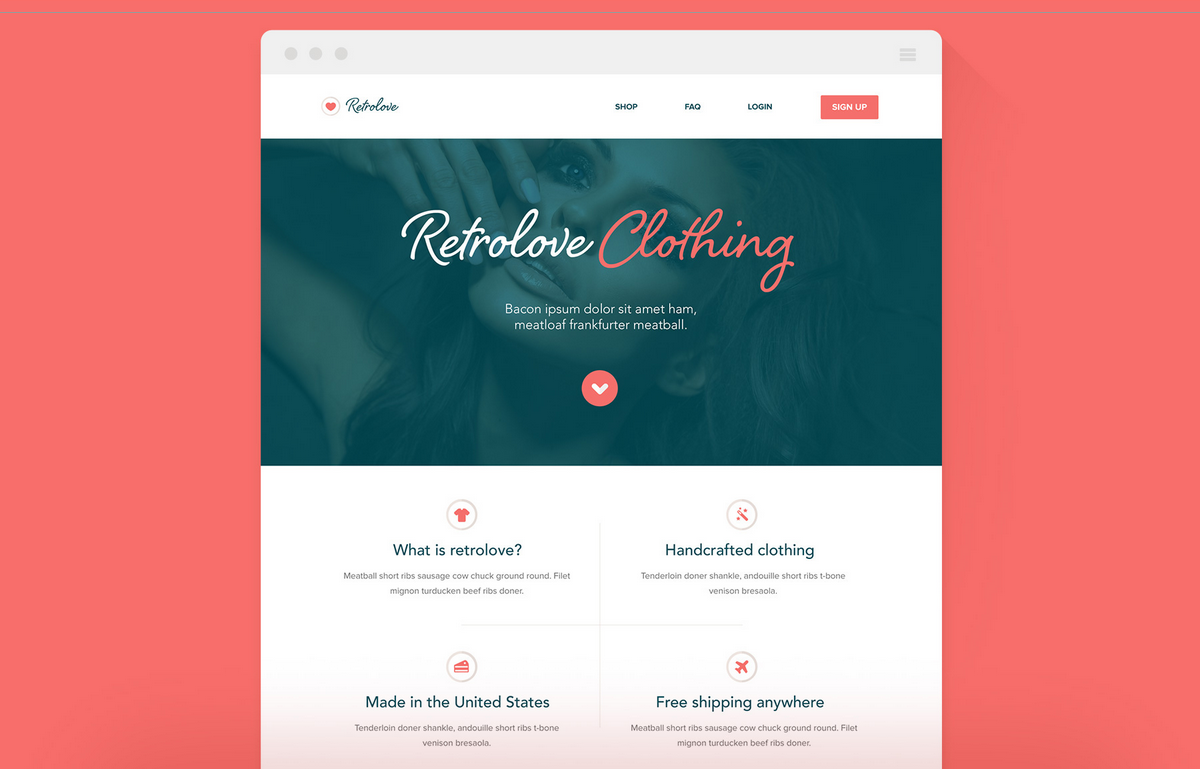 Retrolove
SHOP
FAQ
LOGIN
SIGN UP
Retrolove Clothing
Bacon ipsum dolor sit amet ham,
meatloaf frankfurter meatball.
What is retrolove?
Meatball short ribs sausage cow chuck ground round. Filet
mignon turducken beef ribs doner.
Handcrafted clothing
Tenderloin doner shankle, andouille short ribs t-bone
venison bresaola.
Made in the United States
Tenderloin doner shankle, andouille short ribs t-bone
venison bresaola.
Free shipping anywhere
Meatball short ribs sausage cow chuck ground round. Filet
mignon turducken beef ribs doner.